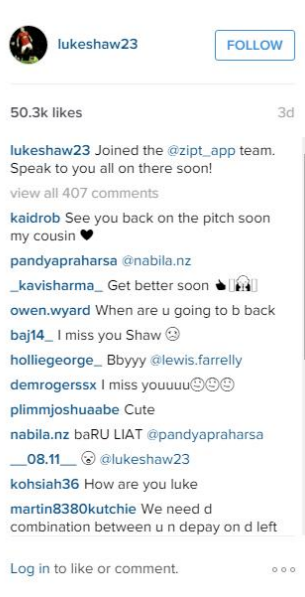 lukeshaw23
FOLLOW
50.3k likes
3d
lukeshaw23 Joined the @zipt_app team.
Speak to you all on there soon!
view all 407 comments
kaidrob See you back on the pitch soon
my cousin 🖤
pandyapraharsa @nabila.nz
_kavisharma_ Get better soon 👍
owen.wyard When are u going to b back
baj14_ I miss you Shaw 😢
holliegeorge_ Bbyyy @lewis.farrelly
demrogerssx I miss youuuu
plimmjoshuaabe Cute
nabila.nz baRU LIAT @pandyapraharsa
__08.11__ @lukeshaw23
kohsiah36 How are you luke
martin8380kutchie We need d
combination between u n depay on d left
Log in to like or comment.